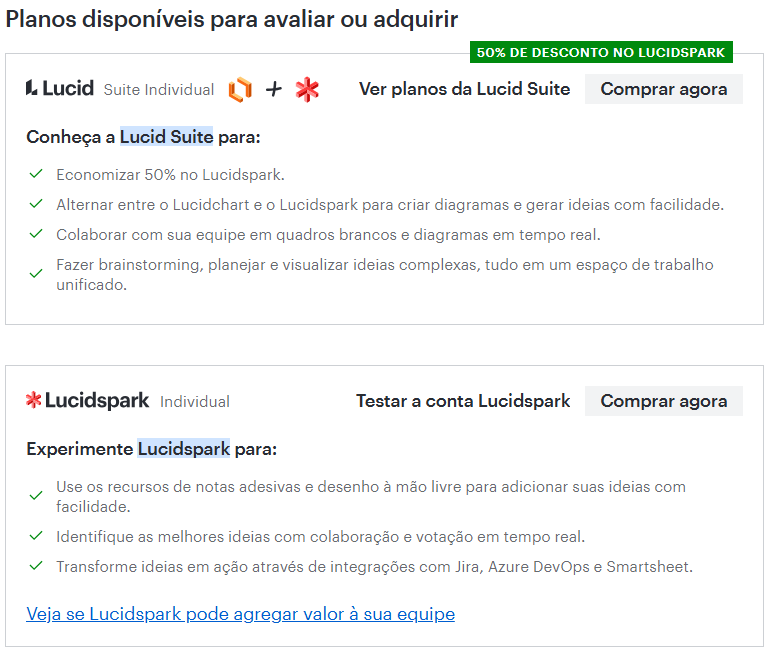 Planos disponíveis para avaliar ou adquirir
50% DE DESCONTO NO LUCIDSPARK
Lucid Suite Individual + Ver planos da Lucid Suite Comprar agora
Conheça a Lucid Suite para:
Economizar 50% no Lucidspark.
Alternar entre o Lucidchart e o Lucidspark para criar diagramas e gerar ideias com facilidade.
Colaborar com sua equipe em quadros brancos e diagramas em tempo real.
Fazer brainstorming, planejar e visualizar ideias complexas, tudo em um espaço de trabalho
unificado.
Lucidspark Individual Testar a conta Lucidspark Comprar agora
Experimente Lucidspark para:
Use os recursos de notas adesivas e desenho à mão livre para adicionar suas ideias com
facilidade.
Identifique as melhores ideias com colaboração e votação em tempo real.
Transforme ideias em ação através de integrações com Jira, Azure DevOps e Smartsheet.
Veja se Lucidspark pode agregar valor à sua equipe